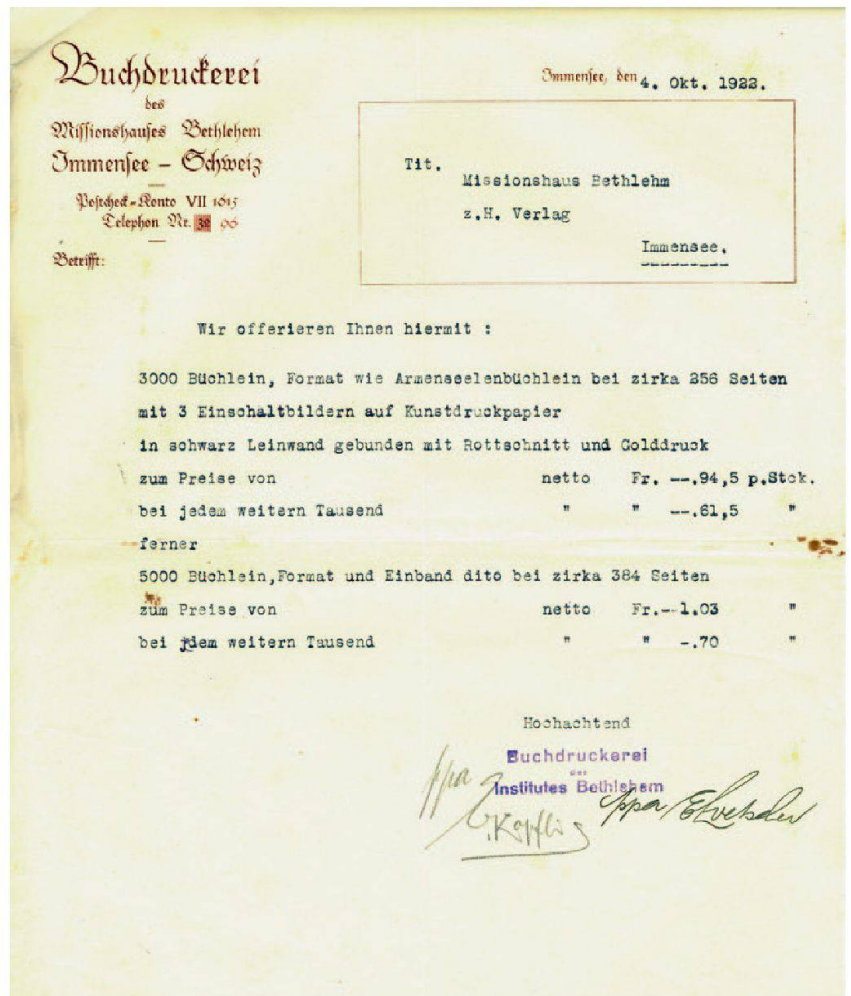 Buchdruckerei
des
Missionshauses Bethlehem
Immensee - Schweiz
Postcheck-Konto VII 1615
Telephon Nr. 96
Betrifft:
Immensee, den 4. Okt. 1922.
Tit.
Missionshaus Bethlehm
z.H. Verlag
Immensee.
Wir offerieren Ihnen hiermit :
3000 Büchlein, Format wie Armenseelenbüchlein bei zirka 256 Seiten
mit 3 Einschaltbildern auf Kunstdruckpapier
in schwarz Leinwand gebunden mit Rottschnitt und Golddruck
zum Preise von netto Fr. --.94,5 p.Stck.
bei jedem weitern Tausend " " --.61,5 "
ferner
5000 Büchlein,Format und Einband dito bei zirka 384 Seiten
zum Preise von netto Fr.--1.03 "
bei jdem weitern Tausend " " -.70 "
Hochachtend
Buchdruckerei
des
Institutes Bethlehem
ppa
ppa